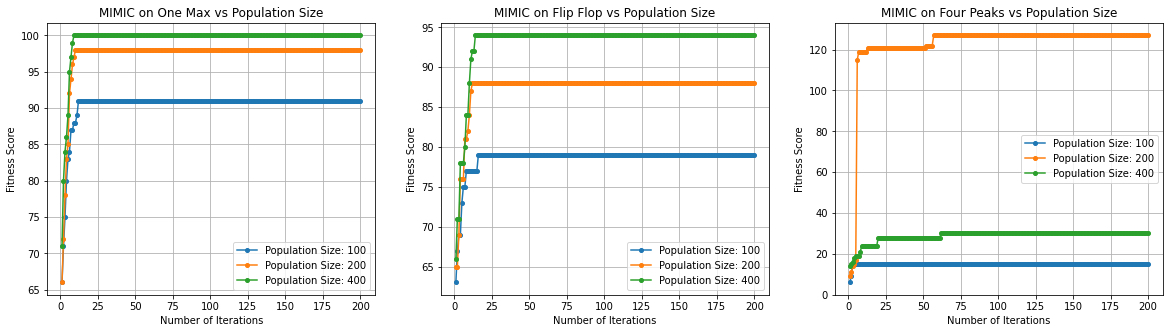 MIMIC on One Max vs Population Size
100
95
90
85
80
75
70
65
Fitness Score
0 25 50 75 100 125 150 175 200
Number of Iterations
Population Size: 100
Population Size: 200
Population Size: 400
MIMIC on Flip Flop vs Population Size
95
90
85
80
75
70
65
Fitness Score
0 25 50 75 100 125 150 175 200
Number of Iterations
Population Size: 100
Population Size: 200
Population Size: 400
MIMIC on Four Peaks vs Population Size
120
100
80
60
40
20
0
Fitness Score
0 25 50 75 100 125 150 175 200
Number of Iterations
Population Size: 100
Population Size: 200
Population Size: 400